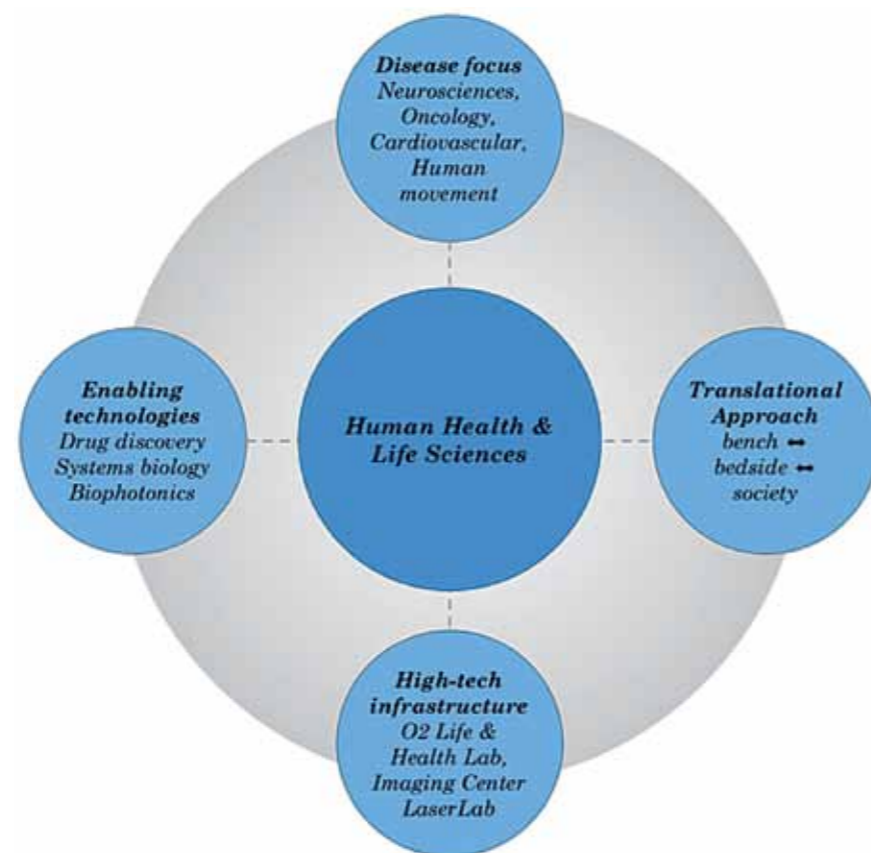 Disease focus
Neurosciences,
Oncology,
Cardiovascular,
Human
movement
Enabling
technologies
Drug discovery
Systems biology
Biophotonics
Human Health &
Life Sciences
Translational
Approach
bench ↔
bedside ↔
society
High-tech
infrastructure
O2 Life &
Health Lab,
Imaging Center
LaserLab